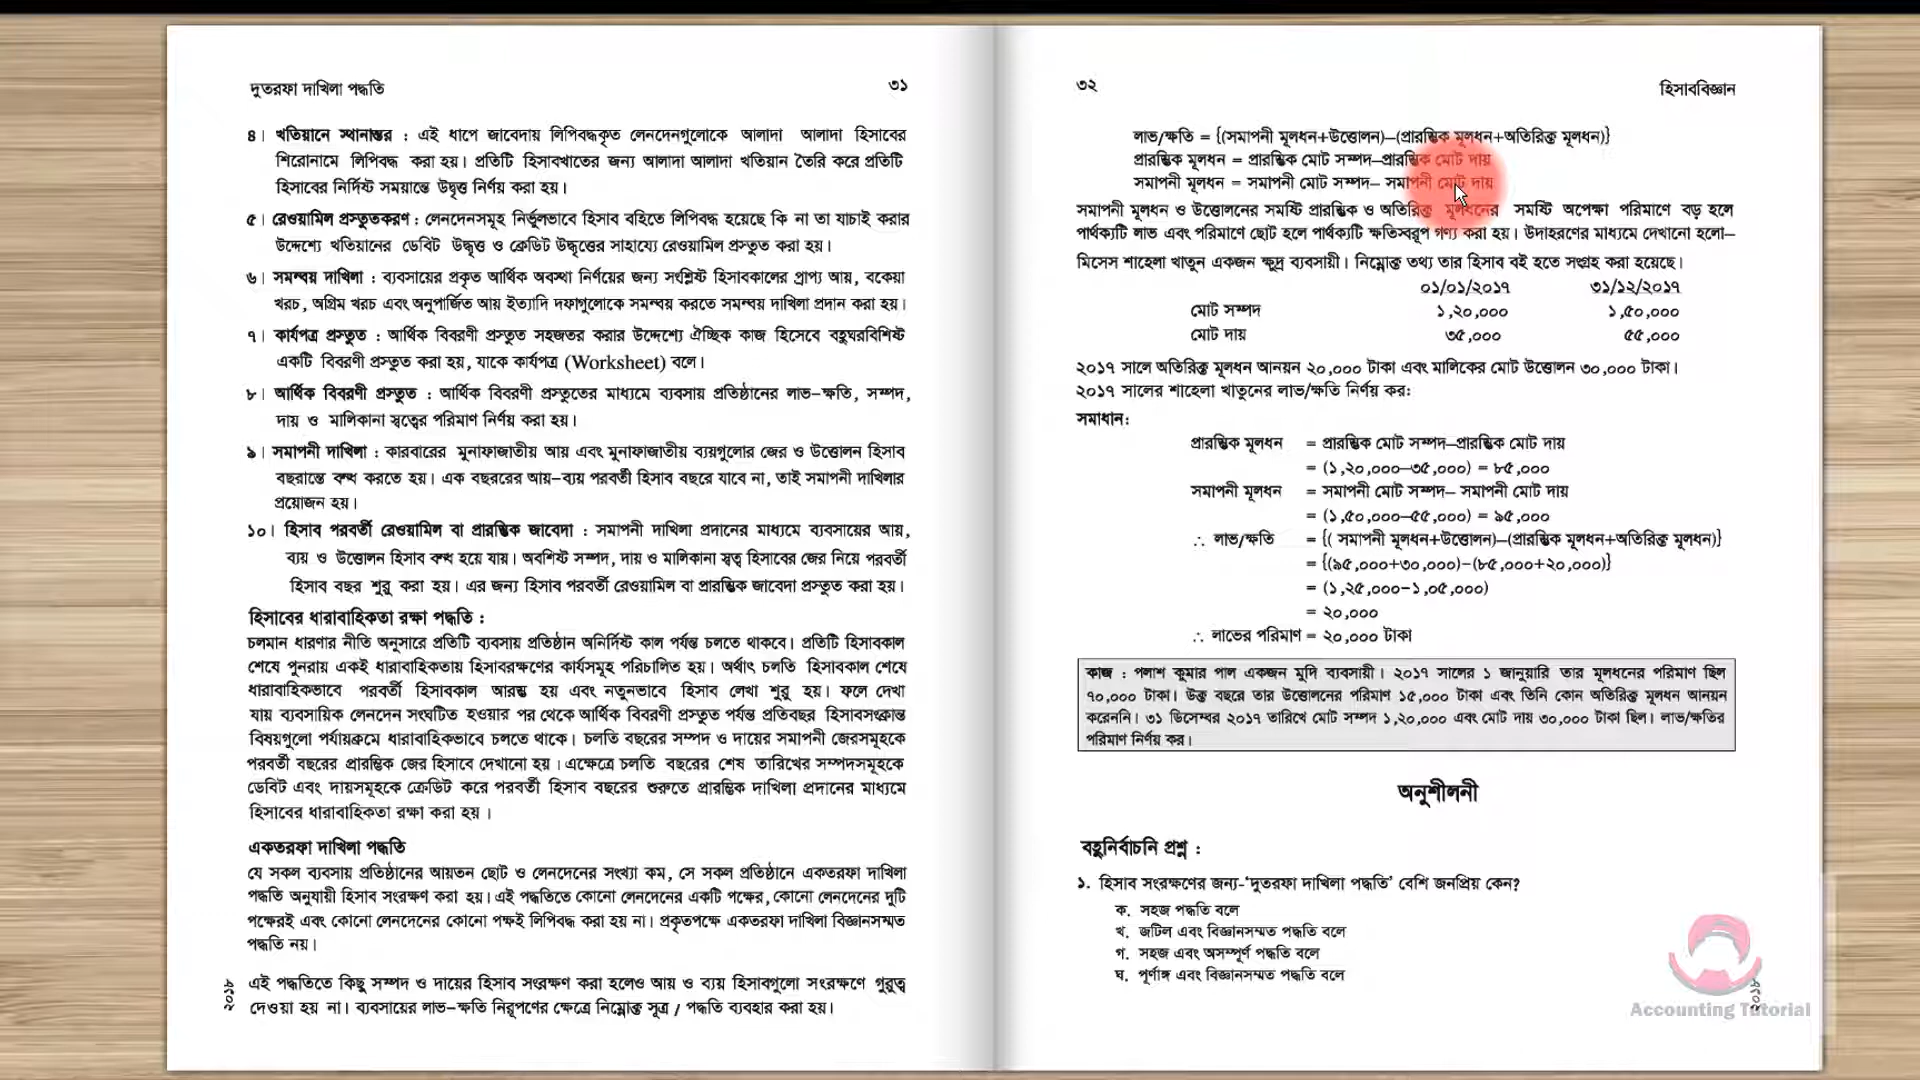 দুতরফা দাখিলা পদ্ধতি ৩১
৪। খতিয়ানে স্থানান্তর : এই ধাপে জাবেদায় লিপিবদ্ধকৃত লেনদেনগুলোকে আলাদা আলাদা হিসাবের
শিরোনামে লিপিবদ্ধ করা হয়। প্রতিটি হিসাবখাতের জন্য আলাদা আলাদা খতিয়ান তৈরি করে প্রতিটি
হিসাবের নির্দিষ্ট সময়ান্তে উদ্বৃত্ত নির্ণয় করা হয়।
৫। রেওয়ামিল প্রস্তুতকরণ : লেনদেনসমূহ নির্ভুলভাবে হিসাব বহিতে লিপিবদ্ধ হয়েছে কি না তা যাচাই করার
উদ্দেশ্যে খতিয়ানের ডেবিট উদ্ধৃত্ত ও ক্রেডিট উদ্ধৃত্তের সাহায্যে রেওয়ামিল প্রস্তুত করা হয়।
৬। সমন্বয় দাখিলা : ব্যবসায়ের প্রকৃত আর্থিক অবস্থা নির্ণয়ের জন্য সংশ্লিষ্ট হিসাবকালের প্রাপ্য আয়, বকেয়া
খরচ, অগ্রিম খরচ এবং অনুপার্জিত আয় ইত্যাদি দফাগুলোকে সমন্বয় করতে সমন্বয় দাখিলা প্রদান করা হয়।
৭। কার্যপত্র প্রস্তুত : আর্থিক বিবরণী প্রস্তুত সহজতর করার উদ্দেশ্যে ঐচ্ছিক কাজ হিসেবে বহুঘরবিশিষ্ট
একটি বিবরণী প্রস্তুত করা হয়, যাকে কার্যপত্র (Worksheet) বলে।
৮। আর্থিক বিবরণী প্রস্তুত : আর্থিক বিবরণী প্রস্তুতের মাধ্যমে ব্যবসায় প্রতিষ্ঠানের লাভ–ক্ষতি, সম্পদ,
দায় ও মালিকানা স্বত্বের পরিমাণ নির্ণয় করা হয়।
৯। সমাপনী দাখিলা : কারবারের মুনাফাজাতীয় আয় এবং মুনাফাজাতীয় ব্যয়গুলোর জের ও উত্তোলন হিসাব
বছরান্তে বন্ধ করতে হয়। এক বছররের আয়–ব্যয় পরবর্তী হিসাব বছরে যাবে না, তাই সমাপনী দাখিলার
প্রয়োজন হয়।
১০। হিসাব পরবর্তী রেওয়ামিল বা প্রারম্ভিক জাবেদা : সমাপনী দাখিলা প্রদানের মাধ্যমে ব্যবসায়ের আয়,
ব্যয় ও উত্তোলন হিসাব বন্ধ হয়ে যায়। অবশিষ্ট সম্পদ, দায় ও মালিকানা স্বত্ব হিসাবের জের নিয়ে পরবর্তী
হিসাব বছর শুরু করা হয়। এর জন্য হিসাব পরবর্তী রেওয়ামিল বা প্রারম্ভিক জাবেদা প্রস্তুত করা হয়।
হিসাবের ধারাবাহিকতা রক্ষা পদ্ধতি :
চলমান ধারণার নীতি অনুসারে প্রতিটি ব্যবসায় প্রতিষ্ঠান অনির্দিষ্ট কাল পর্যন্ত চলতে থাকবে। প্রতিটি হিসাবকাল
শেষে পুনরায় একই ধারাবাহিকতায় হিসাবরক্ষণের কার্যসমূহ পরিচালিত হয়। অর্থাৎ চলতি হিসাবকাল শেষে
ধারাবাহিকভাবে পরবর্তী হিসাবকাল আরম্ভ হয় এবং নতুনভাবে হিসাব লেখা শুরু হয়। ফলে দেখা
যায় ব্যবসায়িক লেনদেন সংঘটিত হওয়ার পর থেকে আর্থিক বিবরণী প্রস্তুত পর্যন্ত প্রতিবছর হিসাবসংক্রান্ত
বিষয়গুলো পর্যায়ক্রমে ধারাবাহিকভাবে চলতে থাকে। চলতি বছরের সম্পদ ও দায়ের সমাপনী জেরসমূহকে
পরবর্তী বছরের প্রারম্ভিক জের হিসাবে দেখানো হয়। এক্ষেত্রে চলতি বছরের শেষ তারিখের সম্পদসমূহকে
ডেবিট এবং দায়সমূহকে ক্রেডিট করে পরবর্তী হিসাব বছরের শুরুতে প্রারম্ভিক দাখিলা প্রদানের মাধ্যমে
হিসাবের ধারাবাহিকতা রক্ষা করা হয় ।
একতরফা দাখিলা পদ্ধতি
যে সকল ব্যবসায় প্রতিষ্ঠানের আয়তন ছোট ও লেনদেনের সংখ্যা কম, সে সকল প্রতিষ্ঠানে একতরফা দাখিলা
পদ্ধতি অনুযায়ী হিসাব সংরক্ষণ করা হয়। এই পদ্ধতিতে কোনো লেনদেনের একটি পক্ষের, কোনো লেনদেনের দুটি
পক্ষেরই এবং কোনো লেনদেনের কোনো পক্ষই লিপিবদ্ধ করা হয় না। প্রকৃতপক্ষে একতরফা দাখিলা বিজ্ঞানসম্মত
পদ্ধতি নয়।
এই পদ্ধতিতে কিছু সম্পদ ও দায়ের হিসাব সংরক্ষণ করা হলেও আয় ও ব্যয় হিসাবগুলো সংরক্ষণে গুরুত্ব
দেওয়া হয় না। ব্যবসায়ের লাভ–ক্ষতি নিরূপণের ক্ষেত্রে নিম্নোক্ত সূত্র / পদ্ধতি ব্যবহার করা হয়।
২০১৮
৩২ হিসাববিজ্ঞান
লাভ/ক্ষতি = {(সমাপনী মূলধন+উত্তোলন)–(প্রারম্ভিক মূলধন+অতিরিক্ত মূলধন)}
প্রারম্ভিক মূলধন = প্রারম্ভিক মোট সম্পদ–প্রারম্ভিক মোট দায়
সমাপনী মূলধন = সমাপনী মোট সম্পদ– সমাপনী মোট দায়
সমাপনী মূলধন ও উত্তোলনের সমষ্টি প্রারম্ভিক ও অতিরিক্ত মূলধনের সমষ্টি অপেক্ষা পরিমাণে বড় হলে
পার্থক্যটি লাভ এবং পরিমাণে ছোট হলে পার্থক্যটি ক্ষতিস্বরূপ গণ্য করা হয়। উদাহরণের মাধ্যমে দেখানো হলো–
মিসেস শাহেলা খাতুন একজন ক্ষুদ্র ব্যবসায়ী। নিম্নোক্ত তথ্য তার হিসাব বই হতে সংগ্রহ করা হয়েছে।
০১/০১/২০১৭ ৩১/১২/২০১৭
মোট সম্পদ ১,২০,০০০ ১,৫০,০০০
মোট দায় ৩৫,০০০ ৫৫,০০০
২০১৭ সালে অতিরিক্ত মূলধন আনয়ন ২০,০০০ টাকা এবং মালিকের মোট উত্তোলন ৩০,০০০ টাকা।
২০১৭ সালের শাহেলা খাতুনের লাভ/ক্ষতি নির্ণয় কর:
সমাধান:
প্রারম্ভিক মূলধন = প্রারম্ভিক মোট সম্পদ–প্রারম্ভিক মোট দায়
= (১,২০,০০০–৩৫,০০০) = ৮৫,০০০
সমাপনী মূলধন = সমাপনী মোট সম্পদ– সমাপনী মোট দায়
= (১,৫০,০০০–৫৫,০০০) = ৯৫,০০০
∴ লাভ/ক্ষতি = {( সমাপনী মূলধন+উত্তোলন)–(প্রারম্ভিক মূলধন+অতিরিক্ত মূলধন)}
= {(৯৫,০০০+৩০,০০০)–(৮৫,০০০+২০,০০০)}
= (১,২৫,০০০–১,০৫,০০০)
= ২০,০০০
∴ লাভের পরিমাণ = ২০,০০০ টাকা
কাজ : পলাশ কুমার পাল একজন মুদি ব্যবসায়ী। ২০১৭ সালের ১ জানুয়ারি তার মূলধনের পরিমাণ ছিল
৭০,০০০ টাকা। উক্ত বছরে তার উত্তোলনের পরিমাণ ১৫,০০০ টাকা এবং তিনি কোন অতিরিক্ত মূলধন আনয়ন
করেননি। ৩১ ডিসেম্বর ২০১৭ তারিখে মোট সম্পদ ১,২০,০০০ এবং মোট দায় ৩০,০০০ টাকা ছিল। লাভ/ক্ষতির
পরিমাণ নির্ণয় কর।
অনুশীলনী
বহুনির্বাচনি প্রশ্ন :
১. হিসাব সংরক্ষণের জন্য-‘দুতরফা দাখিলা পদ্ধতি’ বেশি জনপ্রিয় কেন?
ক. সহজ পদ্ধতি বলে
খ. জটিল এবং বিজ্ঞানসম্মত পদ্ধতি বলে
গ. সহজ এবং অসম্পূর্ণ পদ্ধতি বলে
ঘ. পূর্ণাঙ্গ এবং বিজ্ঞানসম্মত পদ্ধতি বলে
২০১৮
Accounting Tutorial